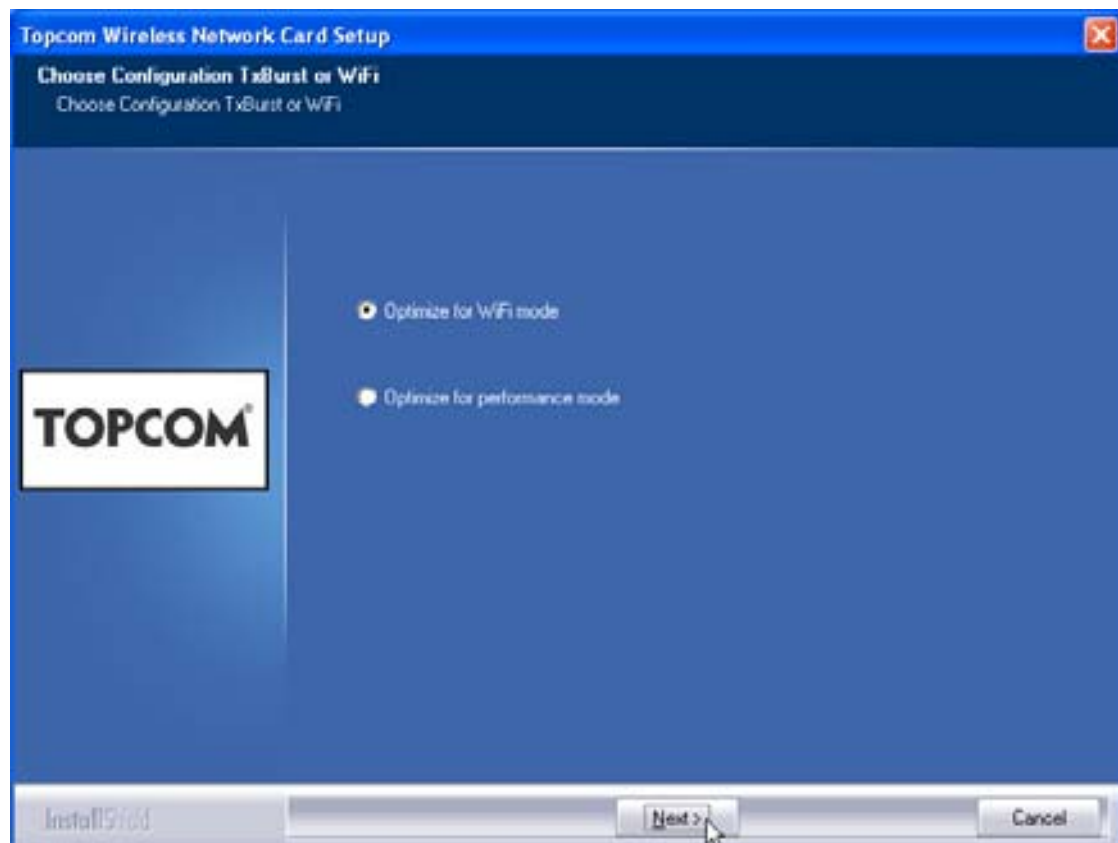 Topcom Wireless Network Card Setup
Choose Configuration TxBurst or WiFi
Choose Configuration TxBurst or WiFi
Optimize for WiFi mode
Optimize for performance mode
TOPCOM®
InstallShield
Next >
Cancel